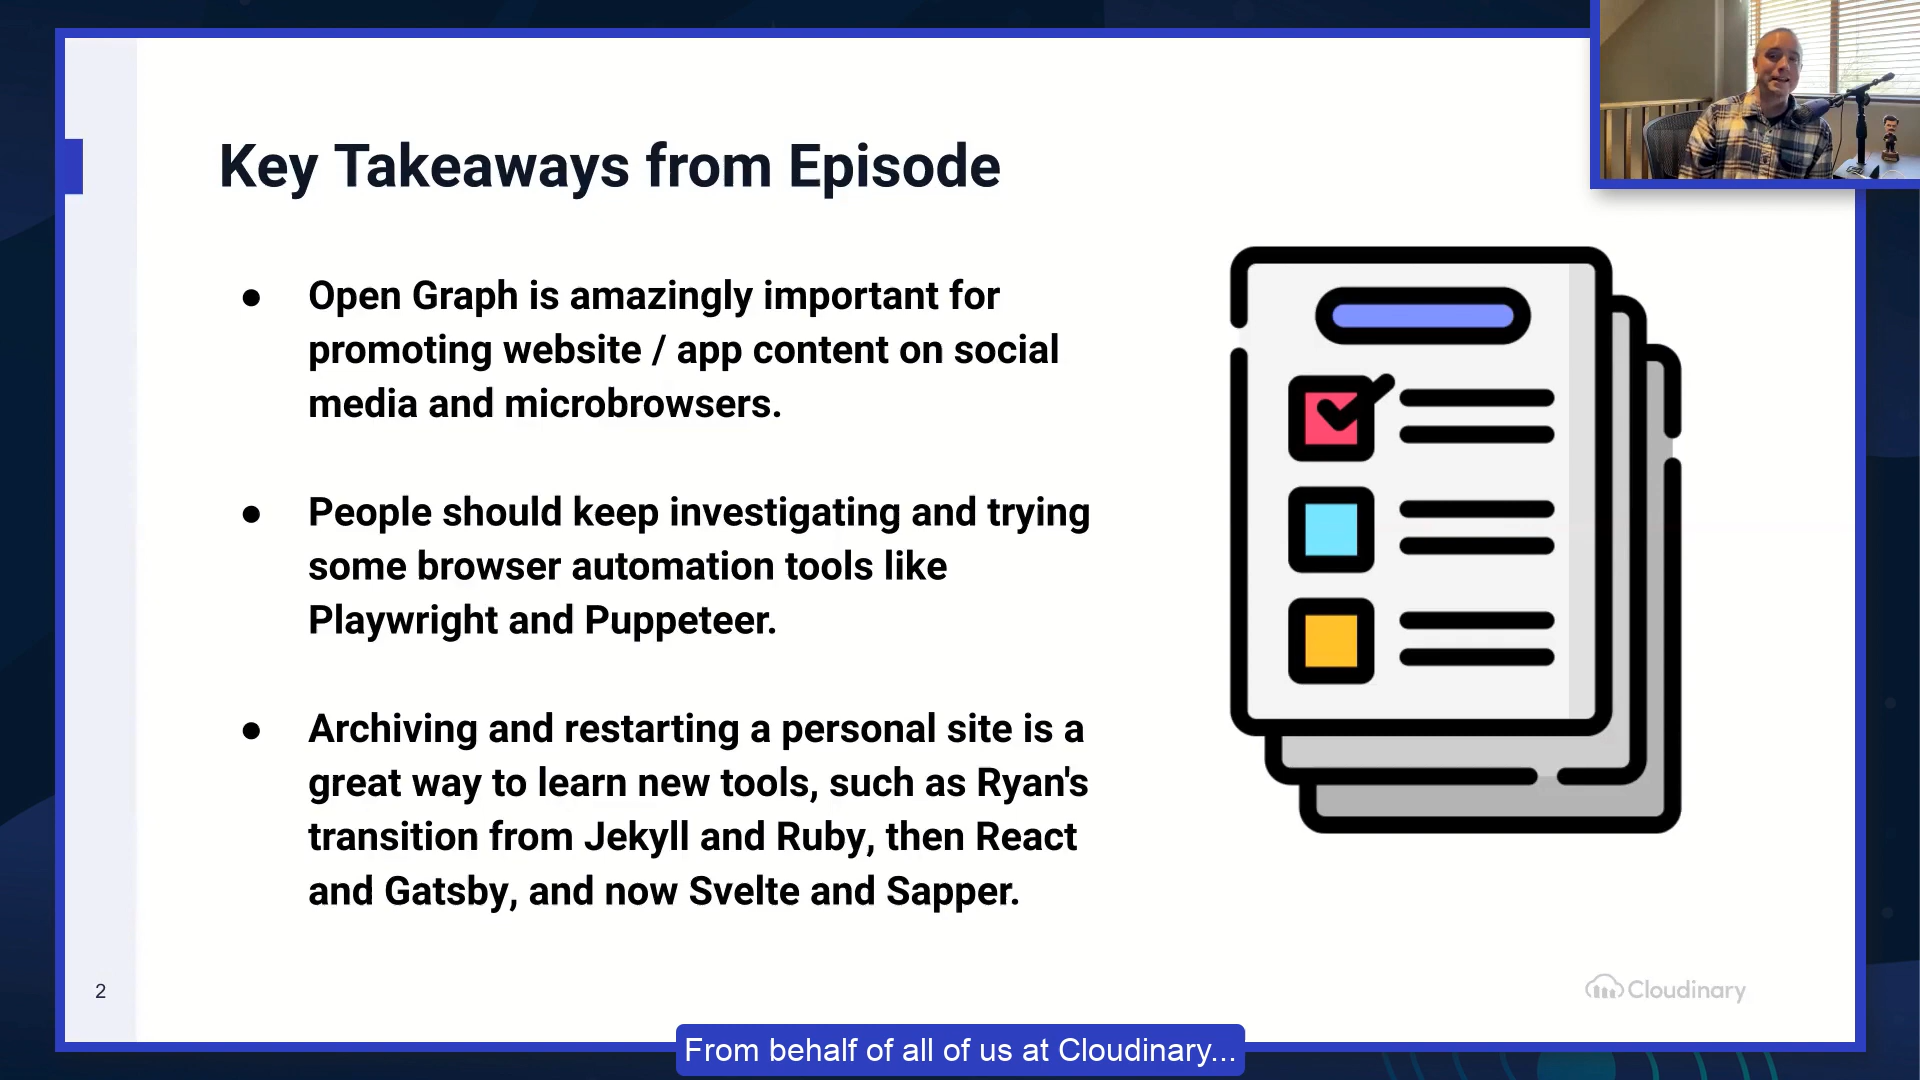 Key Takeaways from Episode
● Open Graph is amazingly important for
promoting website / app content on social
media and microbrowsers.
● People should keep investigating and trying
some browser automation tools like
Playwright and Puppeteer.
● Archiving and restarting a personal site is a
great way to learn new tools, such as Ryan's
transition from Jekyll and Ruby, then React
and Gatsby, and now Svelte and Sapper.
2
Cloudinary
From behalf of all of us at Cloudinary...